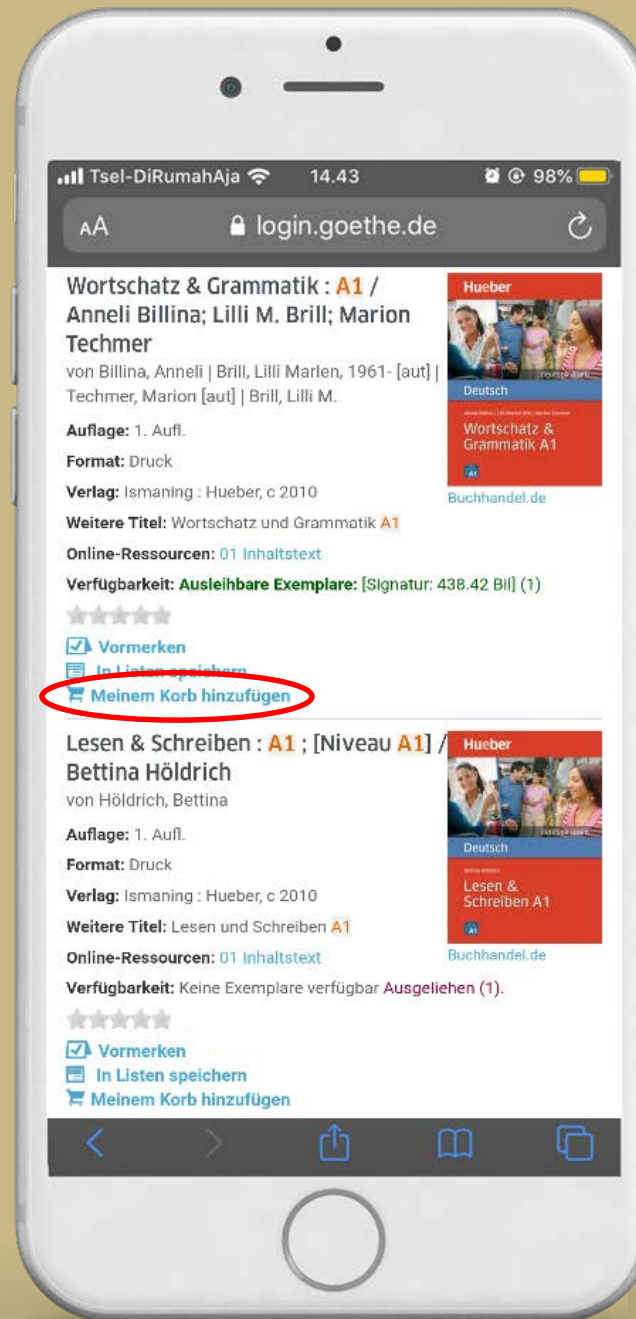 Tsel-DiRumahAja 14.43 98%
AA login.goethe.de
Wortschatz & Grammatik : A1 /
Anneli Billina; Lilli M. Brill; Marion
Techmer
von Billina, Anneli | Brill, Lilli Marlen, 1961- [aut] |
Techmer, Marion [aut] | Brill, Lilli M.
Auflage: 1. Aufl.
Format: Druck
Verlag: Ismaning : Hueber, c 2010
Weitere Titel: Wortschatz und Grammatik A1
Online-Ressourcen: 01 Inhaltstext
Verfügbarkeit: Ausleihbare Exemplare: [Signatur: 438.42 Bil] (1)
Vormerken
In Listen speichern
Meinem Korb hinzufügen
Hueber
Deutsch üben
Deutsch
Wortschatz &
Grammatik A1
A1
Buchhandel.de
Lesen & Schreiben : A1 ; [Niveau A1] /
Bettina Höldrich
von Höldrich, Bettina
Auflage: 1. Aufl.
Format: Druck
Verlag: Ismaning : Hueber, c 2010
Weitere Titel: Lesen und Schreiben A1
Online-Ressourcen: 01 Inhaltstext
Verfügbarkeit: Keine Exemplare verfügbar Ausgeliehen (1).
Vormerken
In Listen speichern
Meinem Korb hinzufügen
Hueber
Deutsch üben
Deutsch
Lesen &
Schreiben A1
A1
Buchhandel.de